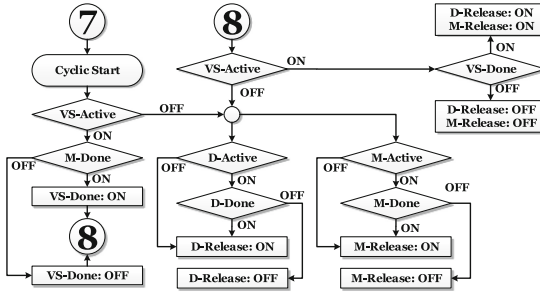 7
8
D-Release: ON
M-Release: ON
ON
Cyclic Start
VS-Active
ON
VS-Done
OFF
OFF
VS-Active
OFF
D-Release: OFF
M-Release: OFF
ON
OFF
M-Done
OFF
D-Active
OFF
M-Active
ON
ON
ON
VS-Done: ON
D-Done
OFF
M-Done
OFF
ON
ON
8
D-Release: ON
M-Release: ON
VS-Done: OFF
D-Release: OFF
M-Release: OFF